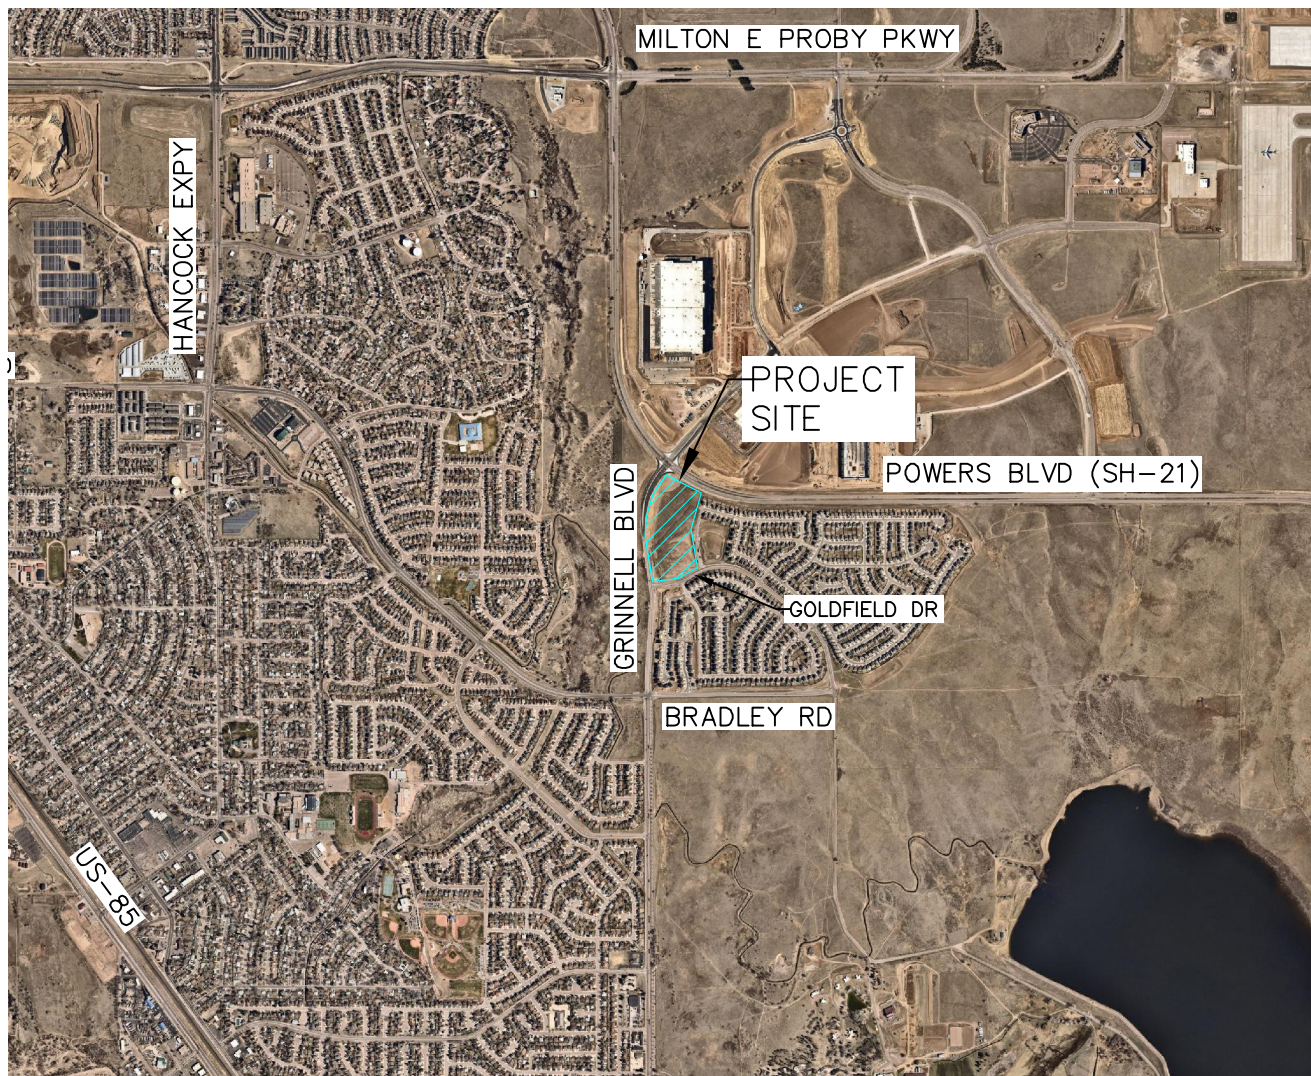 MILTON E PROBY PKWY
HANCOCK EXPY
PROJECT
SITE
POWERS BLVD (SH-21)
GRINNELL BLVD
GOLDFIELD DR
BRADLEY RD
US-85